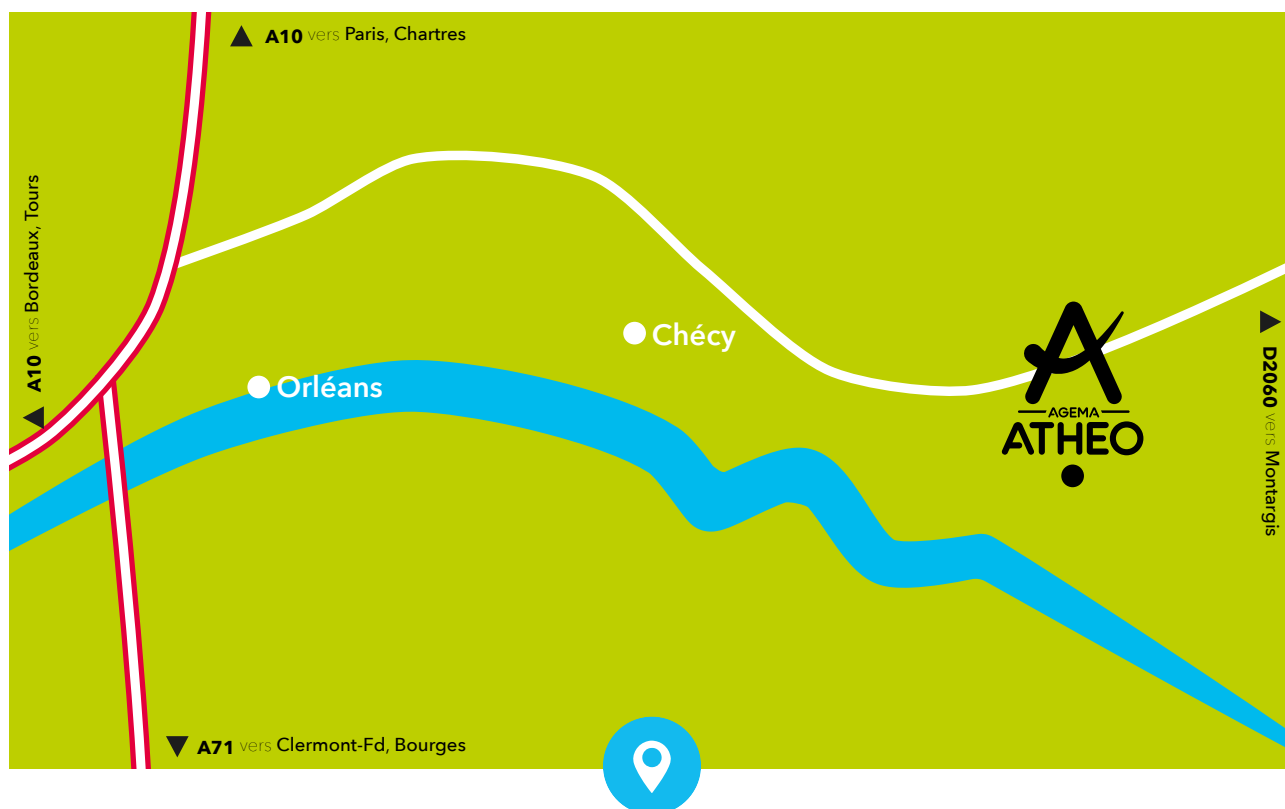 A10 vers Paris, Chartres
A10 vers Bordeaux, Tours
Chécy
Orléans
AGEMA
ATHEO
D2060 vers Montargis
A71 vers Clermont-Fd, Bourges